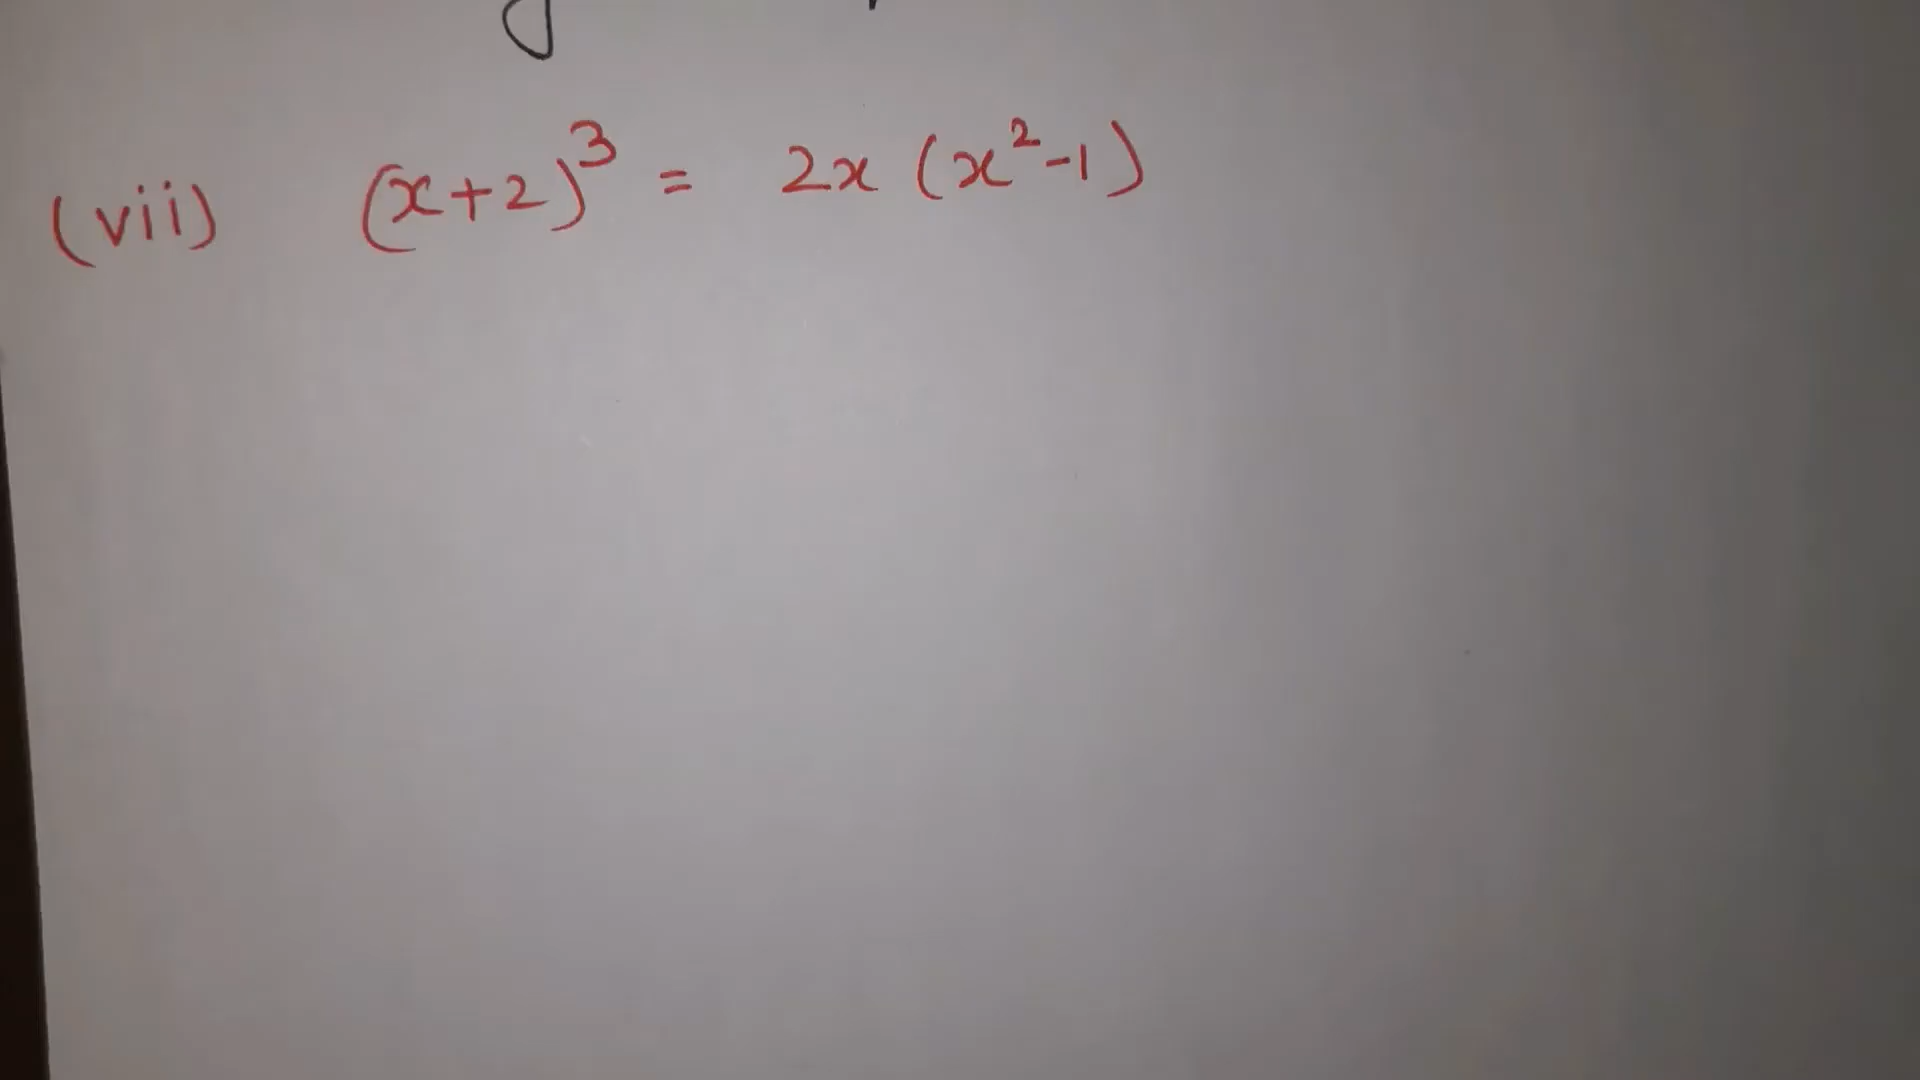 (vii) (x+2)³ = 2x (x²-1)